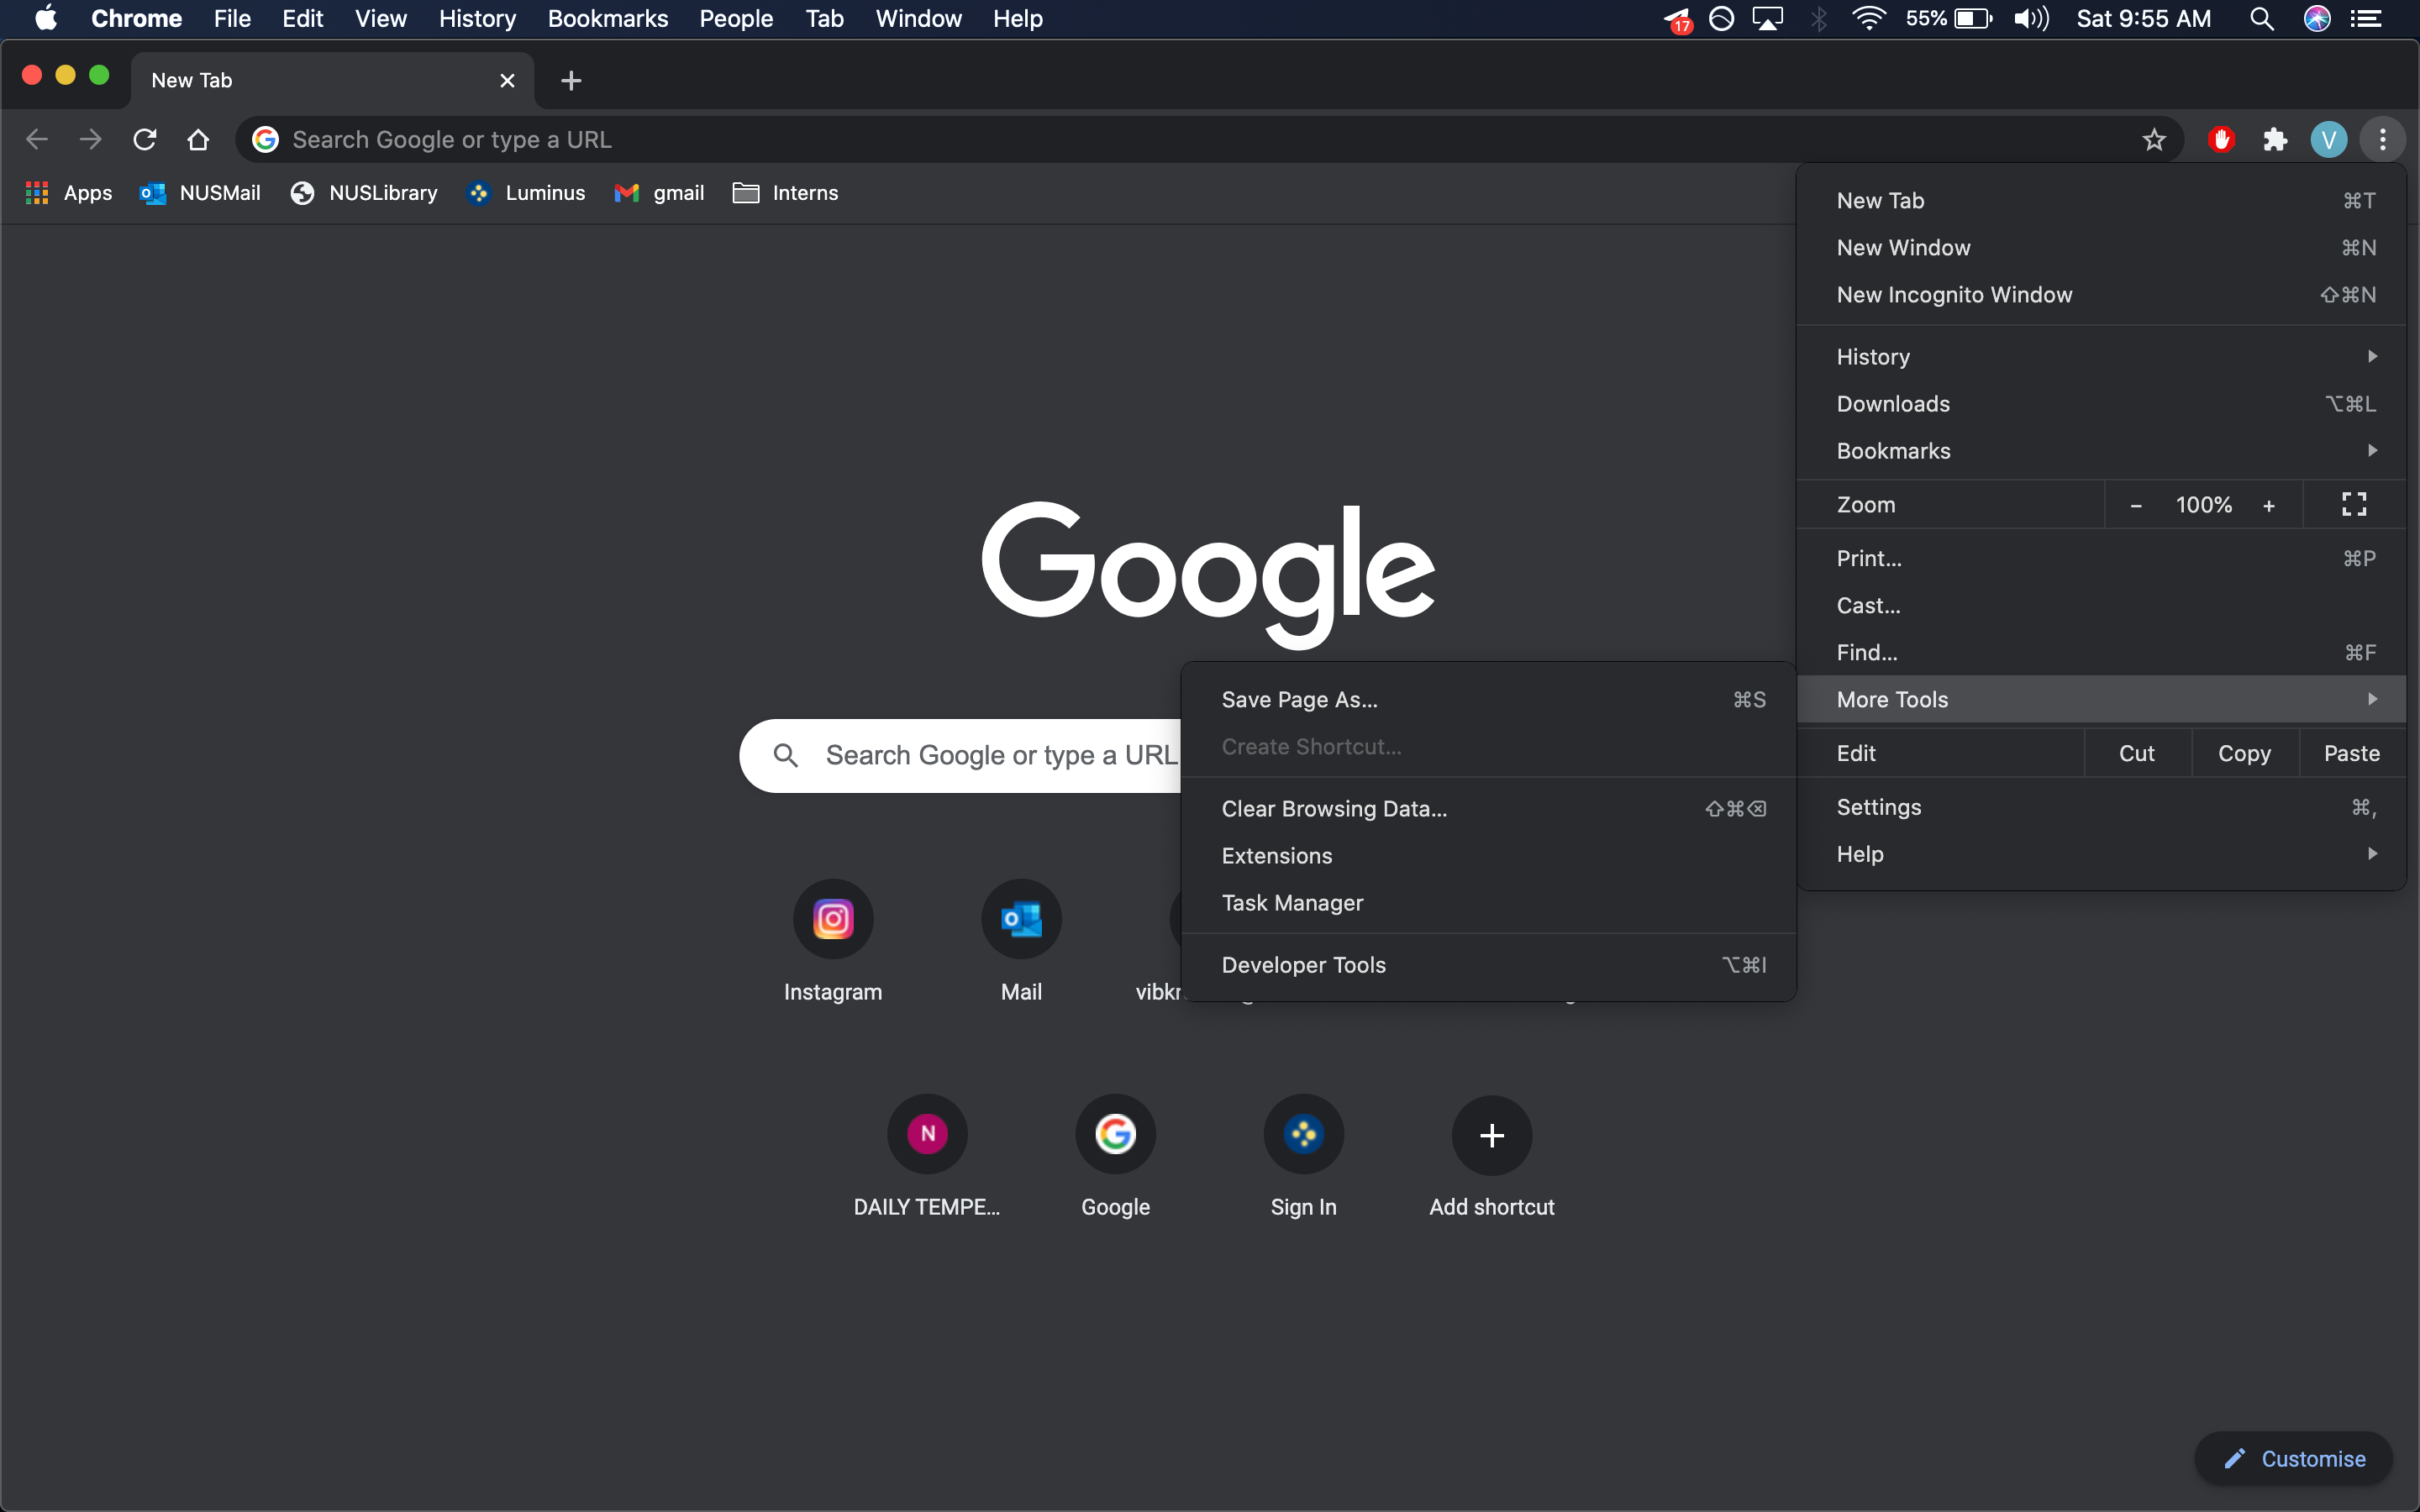 Chrome File Edit View History Bookmarks People Tab Window Help 17 55% Sat 9:55 AM
New Tab
Search Google or type a URL V
Apps NUSMail NUSLibrary Luminus gmail Interns
New Tab ⌘T
New Window ⌘N
New Incognito Window ⇧⌘N
History
Downloads ⌥⌘L
Bookmarks
Zoom - 100% +
Print... ⌘P
Cast...
Find... ⌘F
More Tools
Edit Cut Copy Paste
Settings ⌘,
Help
Google
Search Google or type a URL
Save Page As... ⌘S
Create Shortcut...
Clear Browsing Data... ⇧⌘⌫
Extensions
Task Manager
Developer Tools ⌥⌘I
Instagram Mail
N
DAILY TEMPE... Google Sign In Add shortcut
Customise